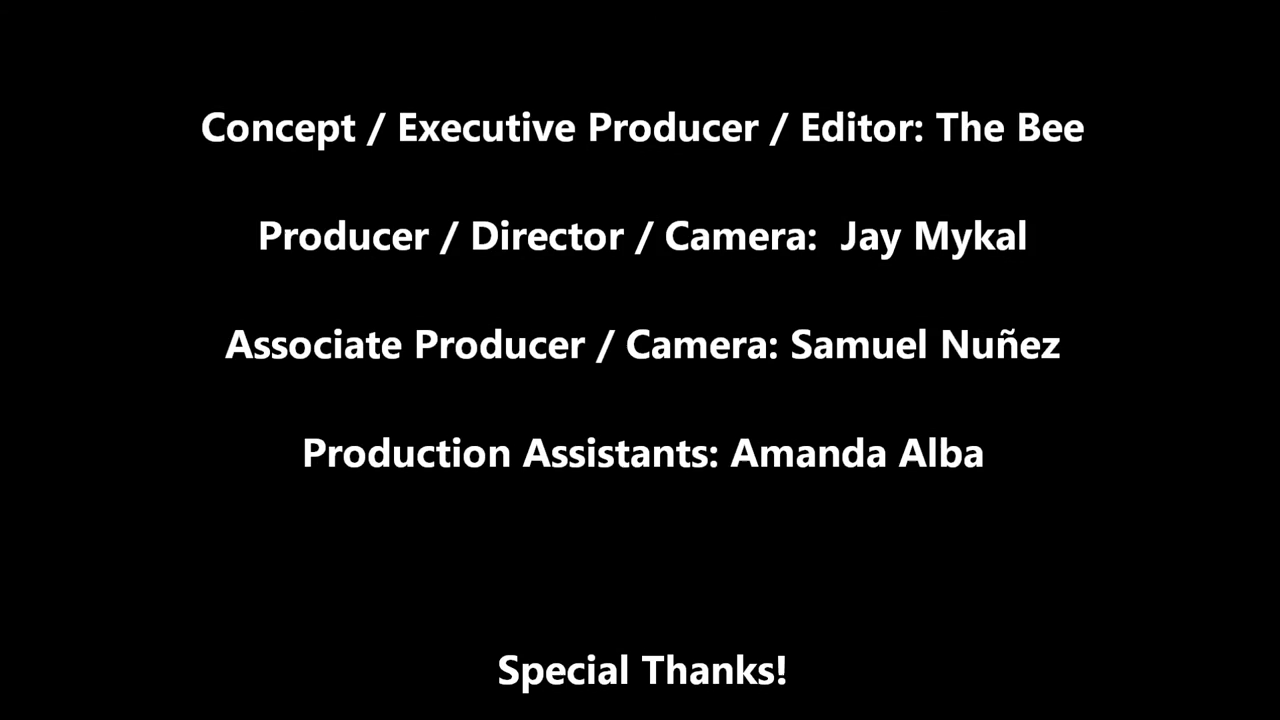 Concept / Executive Producer / Editor: The Bee
Producer / Director / Camera:  Jay Mykal
Associate Producer / Camera: Samuel Nuñez
Production Assistants: Amanda Alba
Special Thanks!